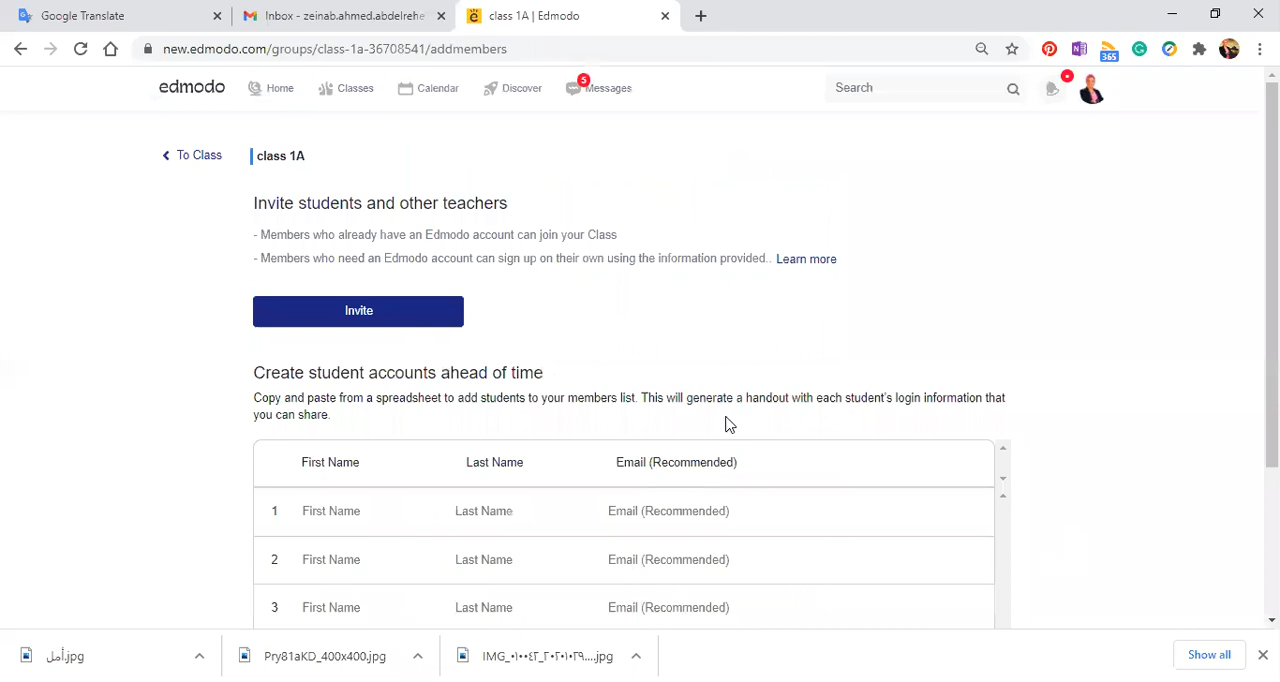 Google Translate
Inbox - zeinab.ahmed.abdelrehe
class 1A | Edmodo
new.edmodo.com/groups/class-1a-36708541/addmembers
365
edmodo
Home
Classes
Calendar
Discover
5
Messages
Search
To Class
class 1A
Invite students and other teachers
- Members who already have an Edmodo account can join your Class
- Members who need an Edmodo account can sign up on their own using the information provided.. Learn more
Invite
Create student accounts ahead of time
Copy and paste from a spreadsheet to add students to your members list. This will generate a handout with each student's login information that
you can share.
First Name Last Name Email (Recommended)
1 First Name Last Name Email (Recommended)
2 First Name Last Name Email (Recommended)
3 First Name Last Name Email (Recommended)
أمل.jpg
Pry81aKD_400x400.jpg
Show all